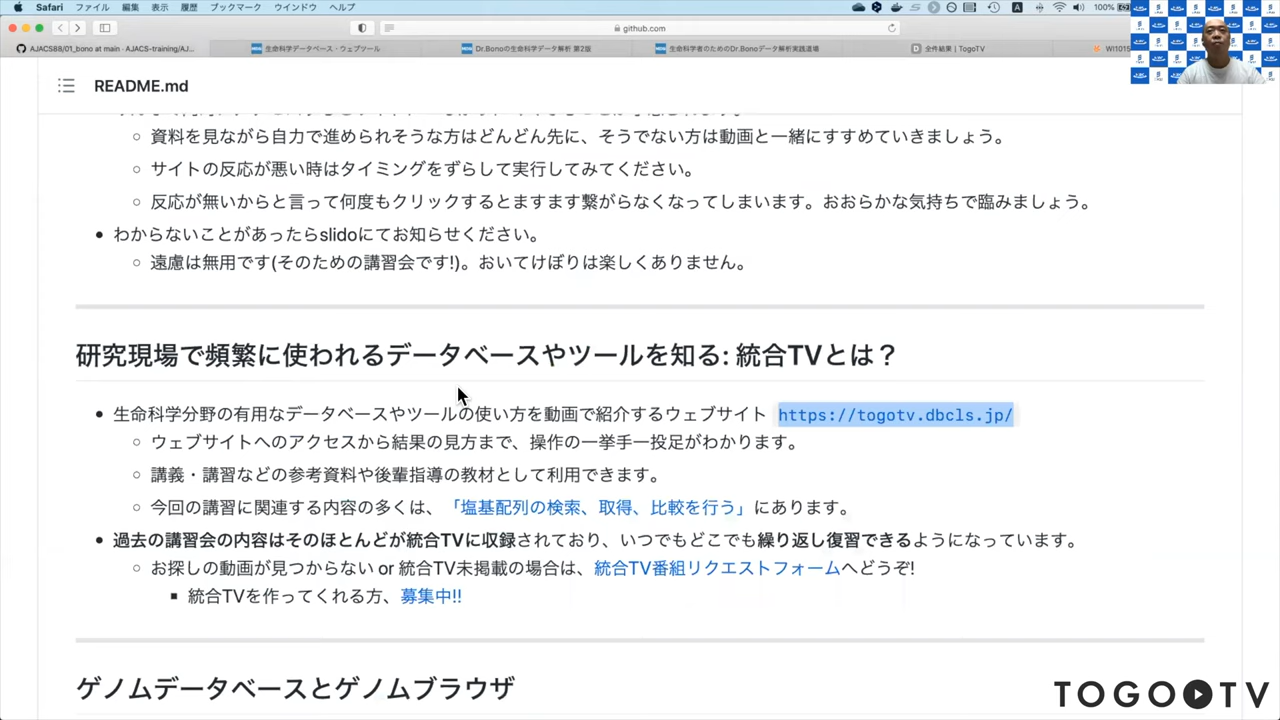 Safari ファイル 編集 表示 履歴 ブックマーク ウインドウ ヘルプ 100%
github.com
AJACS88/01_bono at main · AJACS-training/AJ... 生命科学データベース・ウェブツール Dr.Bonoの生命科学データ解析 第2版 生命科学者のためのDr.Bonoデータ解析実践道場 全件結果 | TogoTV WI1015
README.md
資料を見ながら自力で進められそうな方はどんどん先に、そうでない方は動画と一緒にすすめていきましょう。
サイトの反応が悪い時はタイミングをずらして実行してみてください。
反応が無いからと言って何度もクリックするとますます繋がらなくなってしまいます。おおらかな気持ちで臨みましょう。
わからないことがあったらslidoにてお知らせください。
遠慮は無用です(そのための講習会です!)。おいてけぼりは楽しくありません。
研究現場で頻繁に使われるデータベースやツールを知る: 統合TVとは？
生命科学分野の有用なデータベースやツールの使い方を動画で紹介するウェブサイト https://togotv.dbcls.jp/
ウェブサイトへのアクセスから結果の見方まで、操作の一挙手一投足がわかります。
講義・講習などの参考資料や後輩指導の教材として利用できます。
今回の講習に関連する内容の多くは、「塩基配列の検索、取得、比較を行う」にあります。
過去の講習会の内容はそのほとんどが統合TVに収録されており、いつでもどこでも繰り返し復習できるようになっています。
お探しの動画が見つからない or 統合TV未掲載の場合は、統合TV番組リクエストフォームへどうぞ!
統合TVを作ってくれる方、募集中!!
ゲノムデータベースとゲノムブラウザ
TOGOTV